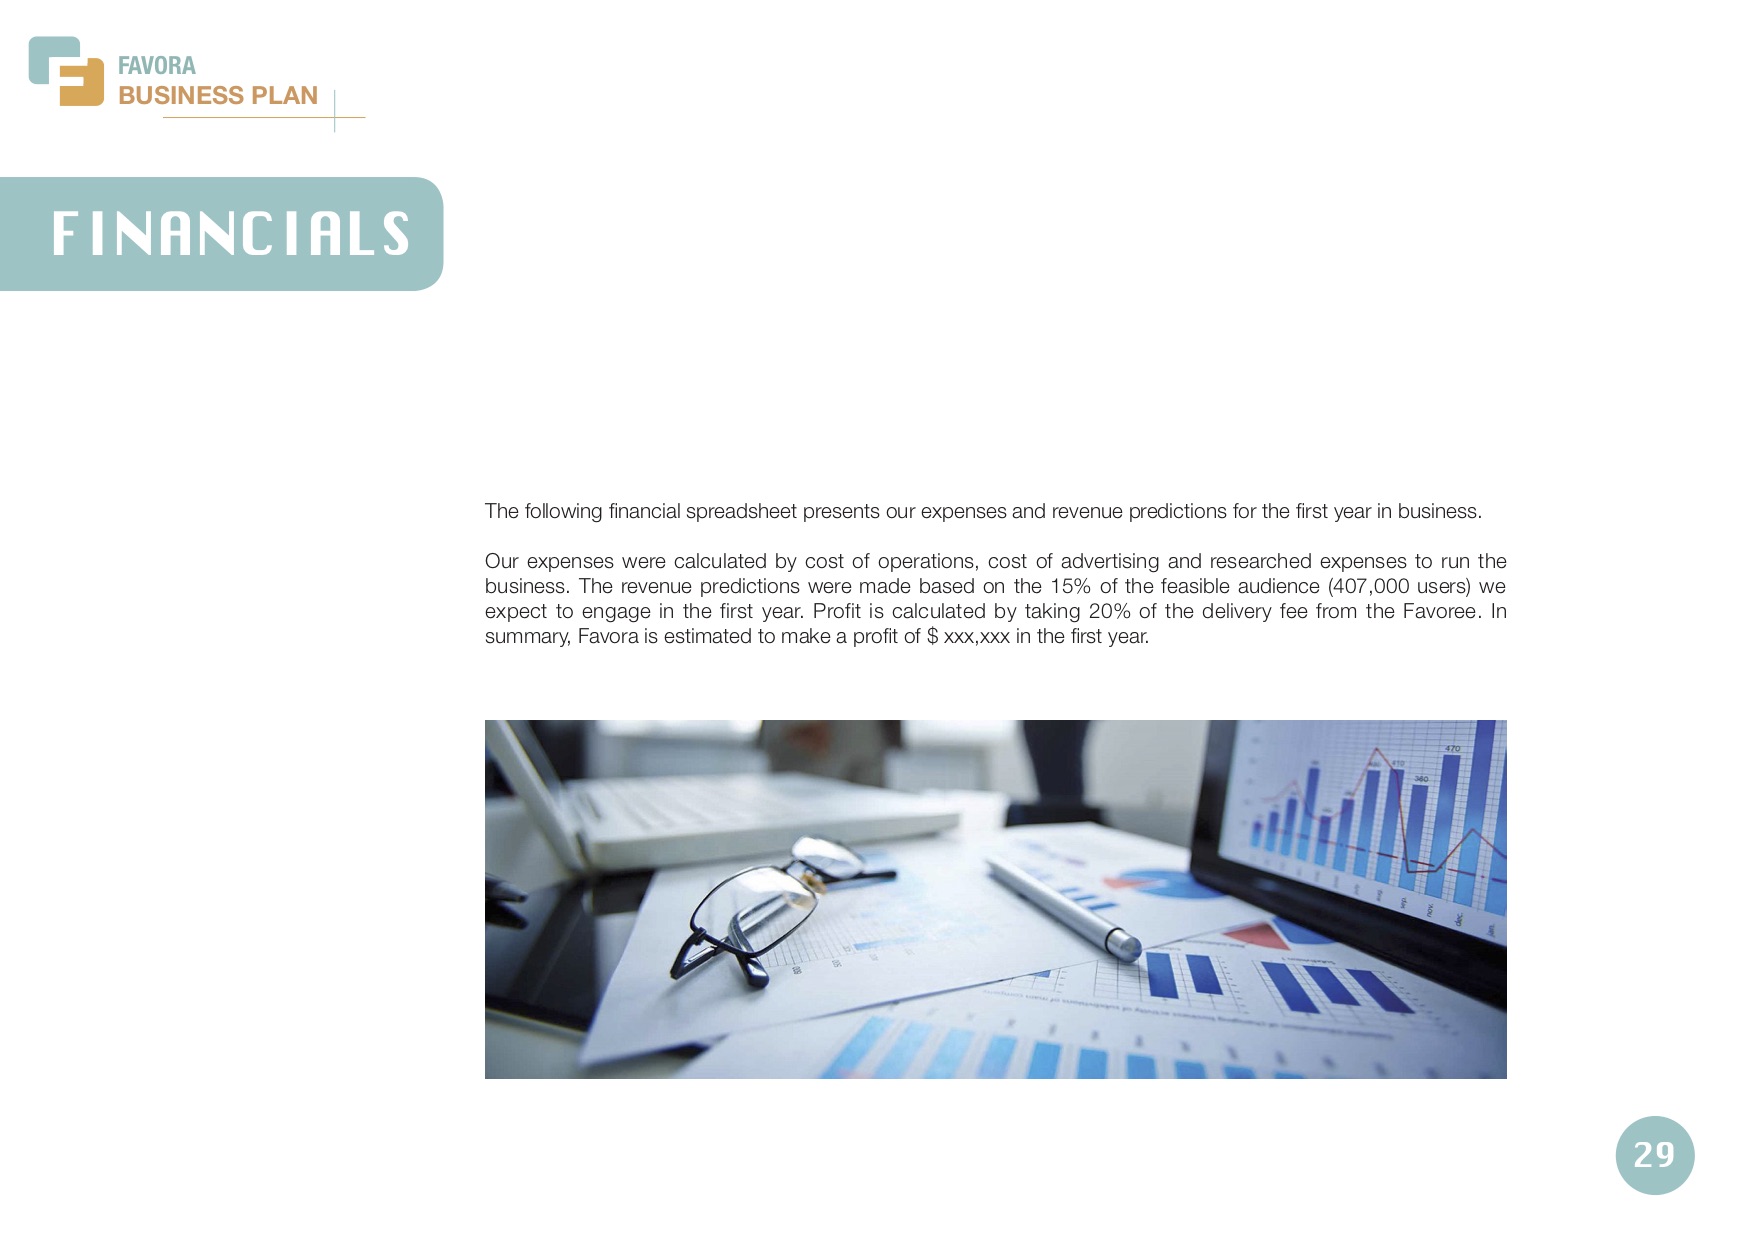 FAVORA
BUSINESS PLAN
FINANCIALS
The following financial spreadsheet presents our expenses and revenue predictions for the first year in business.
Our expenses were calculated by cost of operations, cost of advertising and researched expenses to run the
business. The revenue predictions were made based on the 15% of the feasible audience (407,000 users) we
expect to engage in the first year. Profit is calculated by taking 20% of the delivery fee from the Favoree. In
summary, Favora is estimated to make a profit of $ xxx,xxx in the first year.
470
410
360
aug.
sep.
nov.
dec.
jan.
29